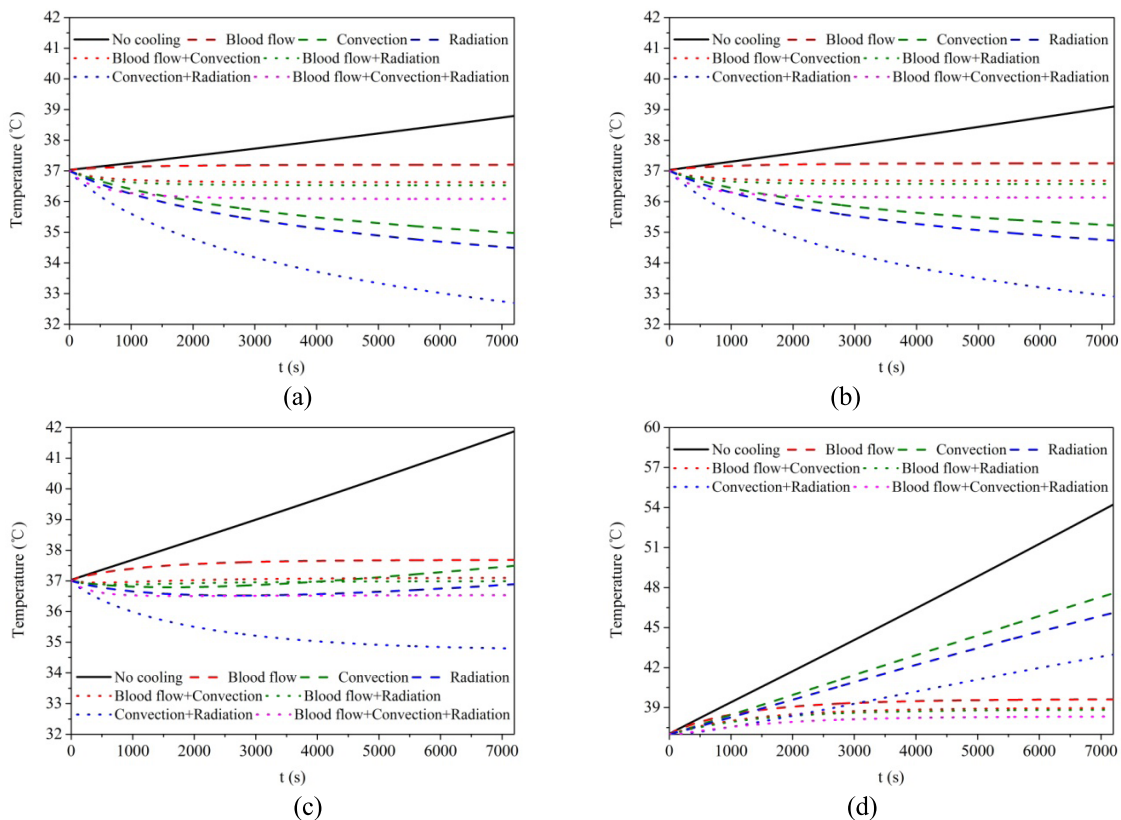 42
41
40
39
38
37
36
35
34
33
32
Temperature (℃)
No cooling Blood flow Convection Radiation
Blood flow+Convection Blood flow+Radiation
Convection+Radiation Blood flow+Convection+Radiation
0 1000 2000 3000 4000 5000 6000 7000
t (s)
(a)
42
41
40
39
38
37
36
35
34
33
32
Temperature (℃)
No cooling Blood flow Convection Radiation
Blood flow+Convection Blood flow+Radiation
Convection+Radiation Blood flow+Convection+Radiation
0 1000 2000 3000 4000 5000 6000 7000
t (s)
(b)
42
41
40
39
38
37
36
35
34
33
32
Temperature (℃)
No cooling Blood flow Convection Radiation
Blood flow+Convection Blood flow+Radiation
Convection+Radiation Blood flow+Convection+Radiation
0 1000 2000 3000 4000 5000 6000 7000
t (s)
(c)
60
57
54
51
48
45
42
39
Temperature (℃)
No cooling Blood flow Convection Radiation
Blood flow+Convection Blood flow+Radiation
Convection+Radiation Blood flow+Convection+Radiation
0 1000 2000 3000 4000 5000 6000 7000
t (s)
(d)